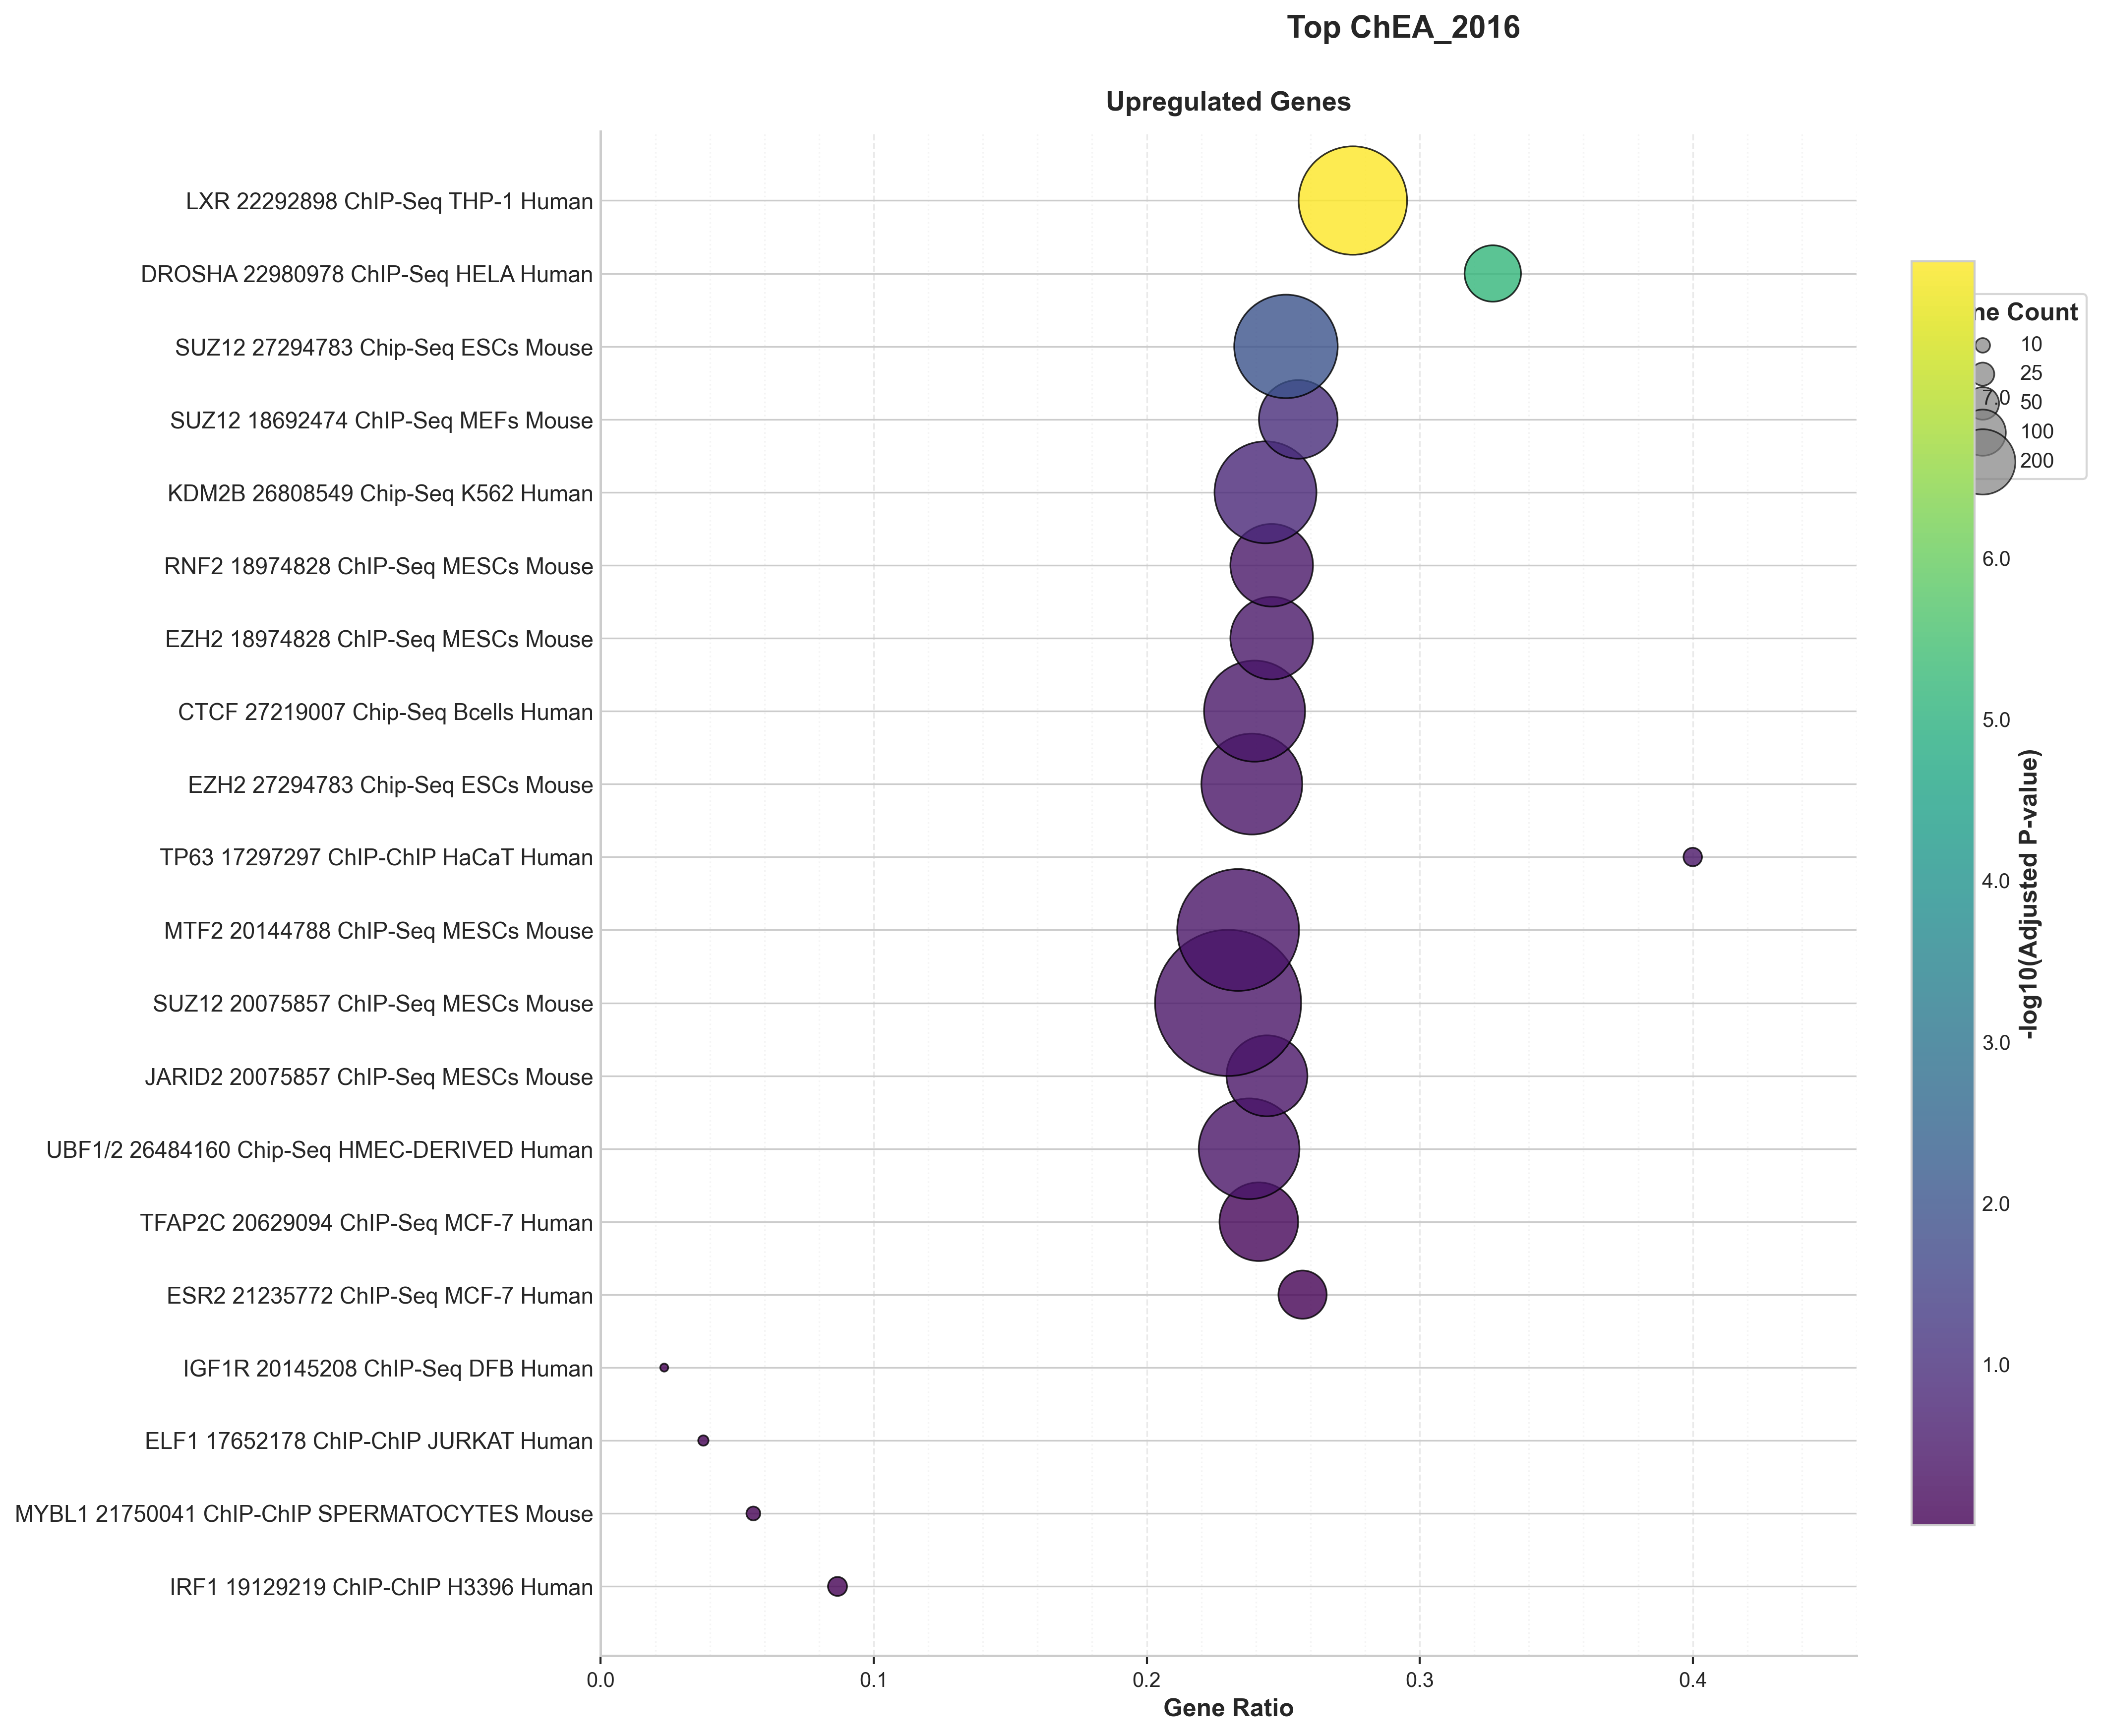 Top ChEA_2016
Upregulated Genes
LXR 22292898 ChIP-Seq THP-1 Human
DROSHA 22980978 ChIP-Seq HELA Human
SUZ12 27294783 Chip-Seq ESCs Mouse
SUZ12 18692474 ChIP-Seq MEFs Mouse
KDM2B 26808549 Chip-Seq K562 Human
RNF2 18974828 ChIP-Seq MESCs Mouse
EZH2 18974828 ChIP-Seq MESCs Mouse
CTCF 27219007 Chip-Seq Bcells Human
EZH2 27294783 Chip-Seq ESCs Mouse
TP63 17297297 ChIP-ChIP HaCaT Human
MTF2 20144788 ChIP-Seq MESCs Mouse
SUZ12 20075857 ChIP-Seq MESCs Mouse
JARID2 20075857 ChIP-Seq MESCs Mouse
UBF1/2 26484160 Chip-Seq HMEC-DERIVED Human
TFAP2C 20629094 ChIP-Seq MCF-7 Human
ESR2 21235772 ChIP-Seq MCF-7 Human
IGF1R 20145208 ChIP-Seq DFB Human
ELF1 17652178 ChIP-ChIP JURKAT Human
MYBL1 21750041 ChIP-ChIP SPERMATOCYTES Mouse
IRF1 19129219 ChIP-ChIP H3396 Human
0.0 0.1 0.2 0.3 0.4
Gene Ratio
ne Count
10
25
50
100
200
7.0
6.0
5.0
4.0
3.0
2.0
1.0
-log10(Adjusted P-value)